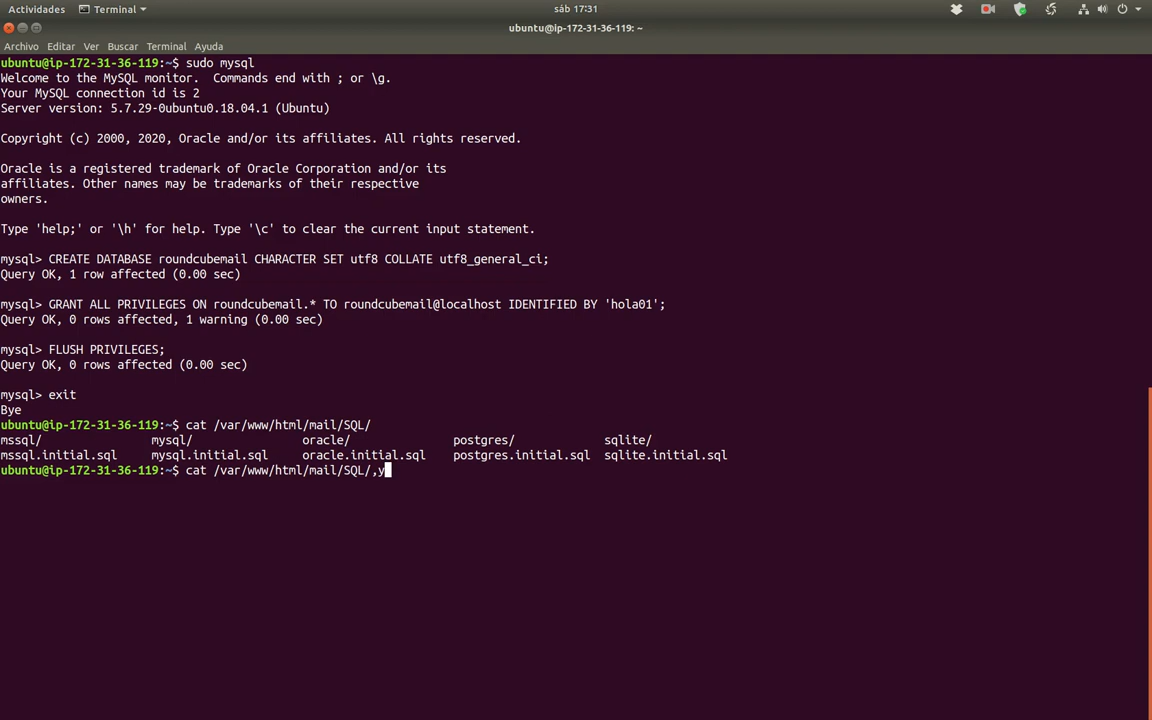 Actividades Terminal sáb 17:31
ubuntu@ip-172-31-36-119: ~
Archivo Editar Ver Buscar Terminal Ayuda
ubuntu@ip-172-31-36-119:~$ sudo mysql
Welcome to the MySQL monitor.  Commands end with ; or \g.
Your MySQL connection id is 2
Server version: 5.7.29-0ubuntu0.18.04.1 (Ubuntu)
Copyright (c) 2000, 2020, Oracle and/or its affiliates. All rights reserved.
Oracle is a registered trademark of Oracle Corporation and/or its
affiliates. Other names may be trademarks of their respective
owners.
Type 'help;' or '\h' for help. Type '\c' to clear the current input statement.
mysql> CREATE DATABASE roundcubemail CHARACTER SET utf8 COLLATE utf8_general_ci;
Query OK, 1 row affected (0.00 sec)
mysql> GRANT ALL PRIVILEGES ON roundcubemail.* TO roundcubemail@localhost IDENTIFIED BY 'hola01';
Query OK, 0 rows affected, 1 warning (0.00 sec)
mysql> FLUSH PRIVILEGES;
Query OK, 0 rows affected (0.00 sec)
mysql> exit
Bye
ubuntu@ip-172-31-36-119:~$ cat /var/www/html/mail/SQL/
mssql/ mysql/ oracle/ postgres/ sqlite/
mssql.initial.sql mysql.initial.sql oracle.initial.sql postgres.initial.sql sqlite.initial.sql
ubuntu@ip-172-31-36-119:~$ cat /var/www/html/mail/SQL/,y